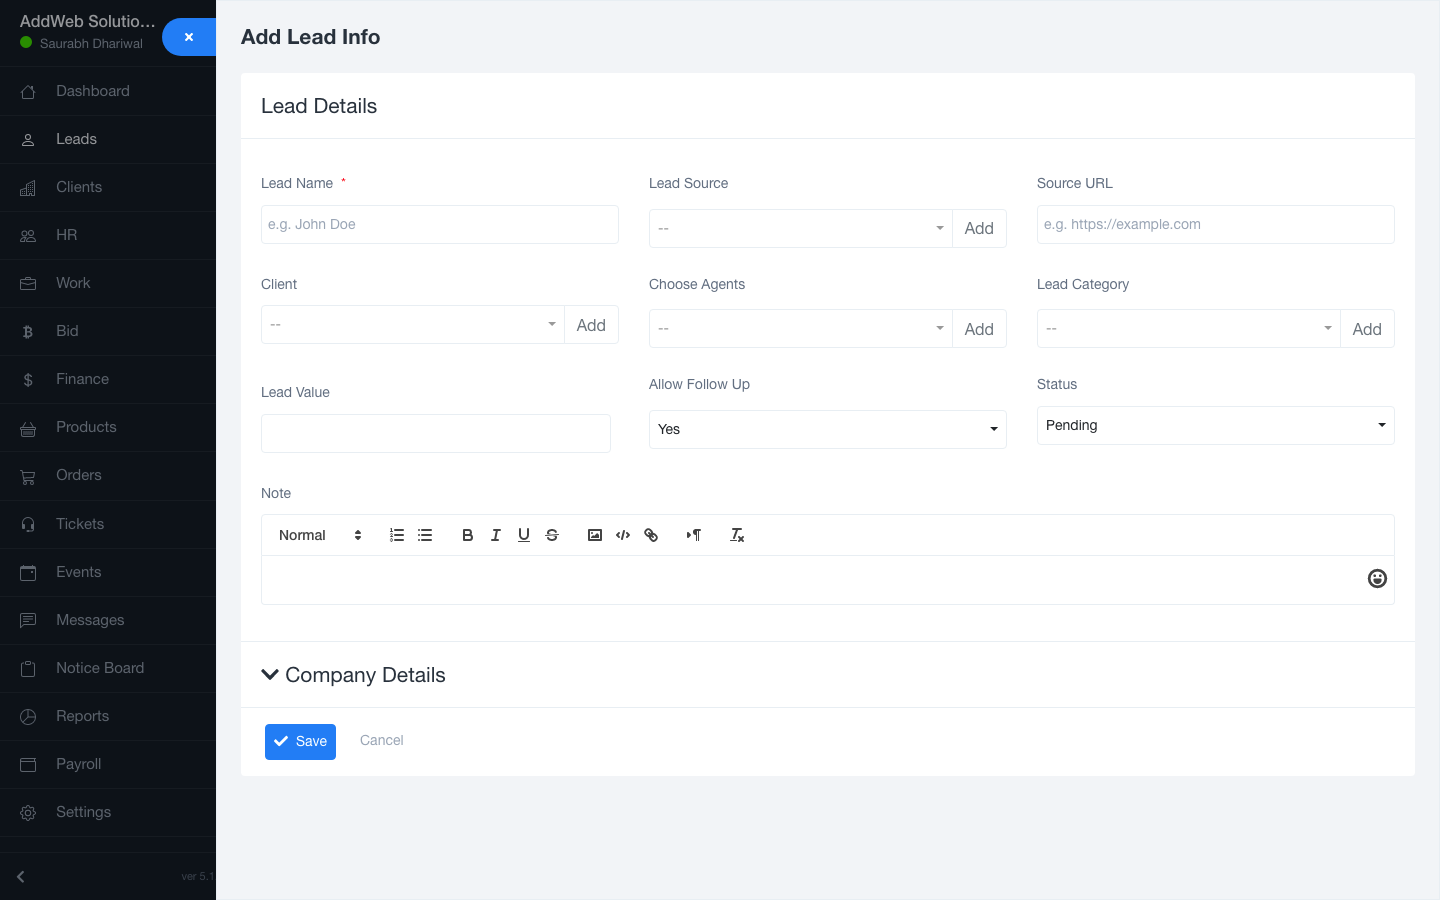 AddWeb Solutio...
Saurabh Dhariwal
Dashboard
Leads
Clients
HR
Work
Bid
Finance
Products
Orders
Tickets
Events
Messages
Notice Board
Reports
Payroll
Settings
ver 5.1.
Add Lead Info
Lead Details
Lead Name *
Lead Source
Source URL
e.g. John Doe
-- Add
e.g. https://example.com
Client
Choose Agents
Lead Category
-- Add
-- Add
-- Add
Lead Value
Allow Follow Up
Status
Yes
Pending
Note
Normal
Company Details
Save
Cancel